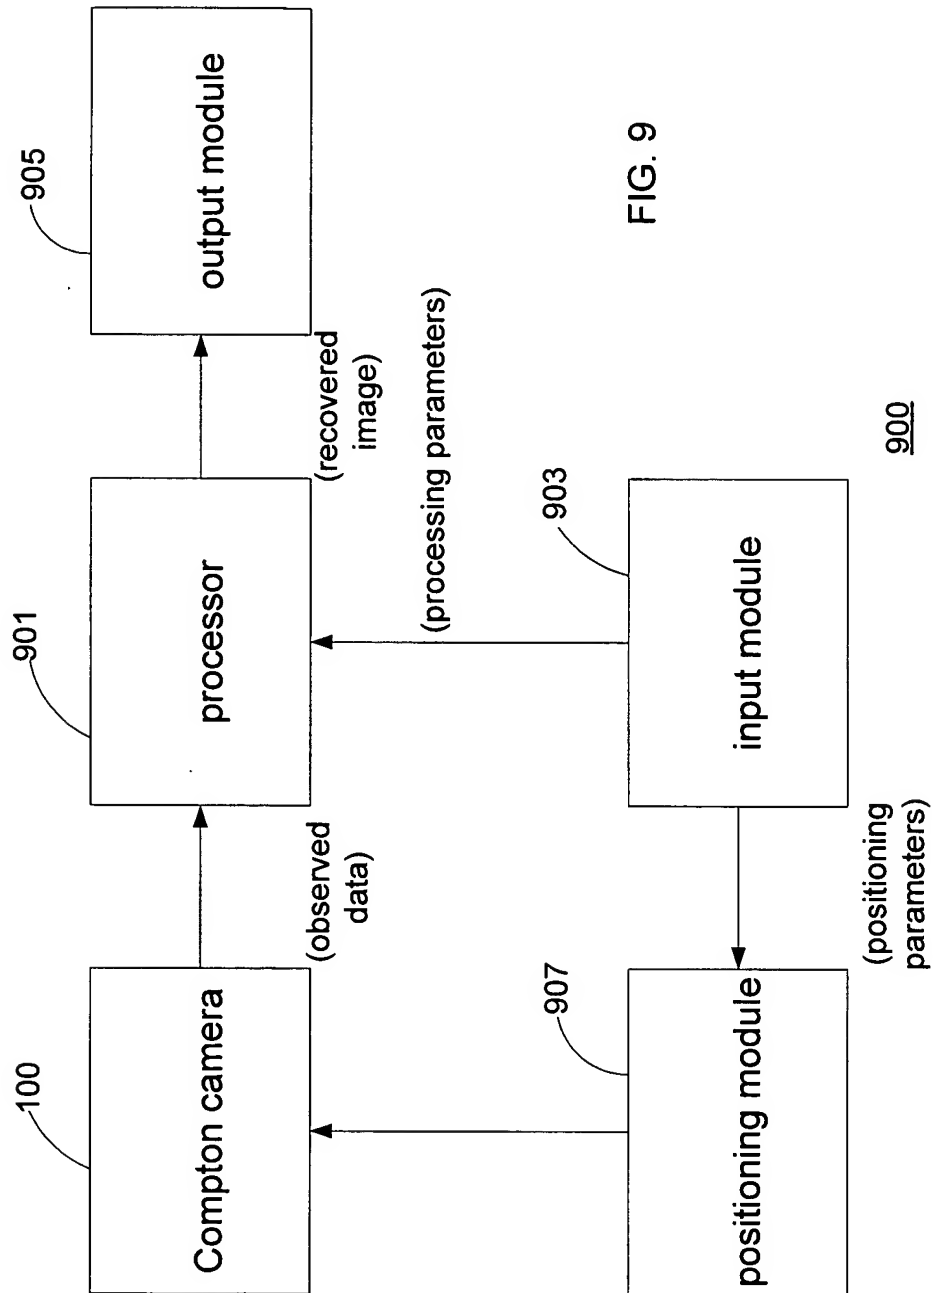 100
Compton camera
(observed
data)
901
processor
(recovered
image)
905
output module
(processing parameters)
907
positioning module
(positioning
parameters)
903
input module
900
FIG. 9